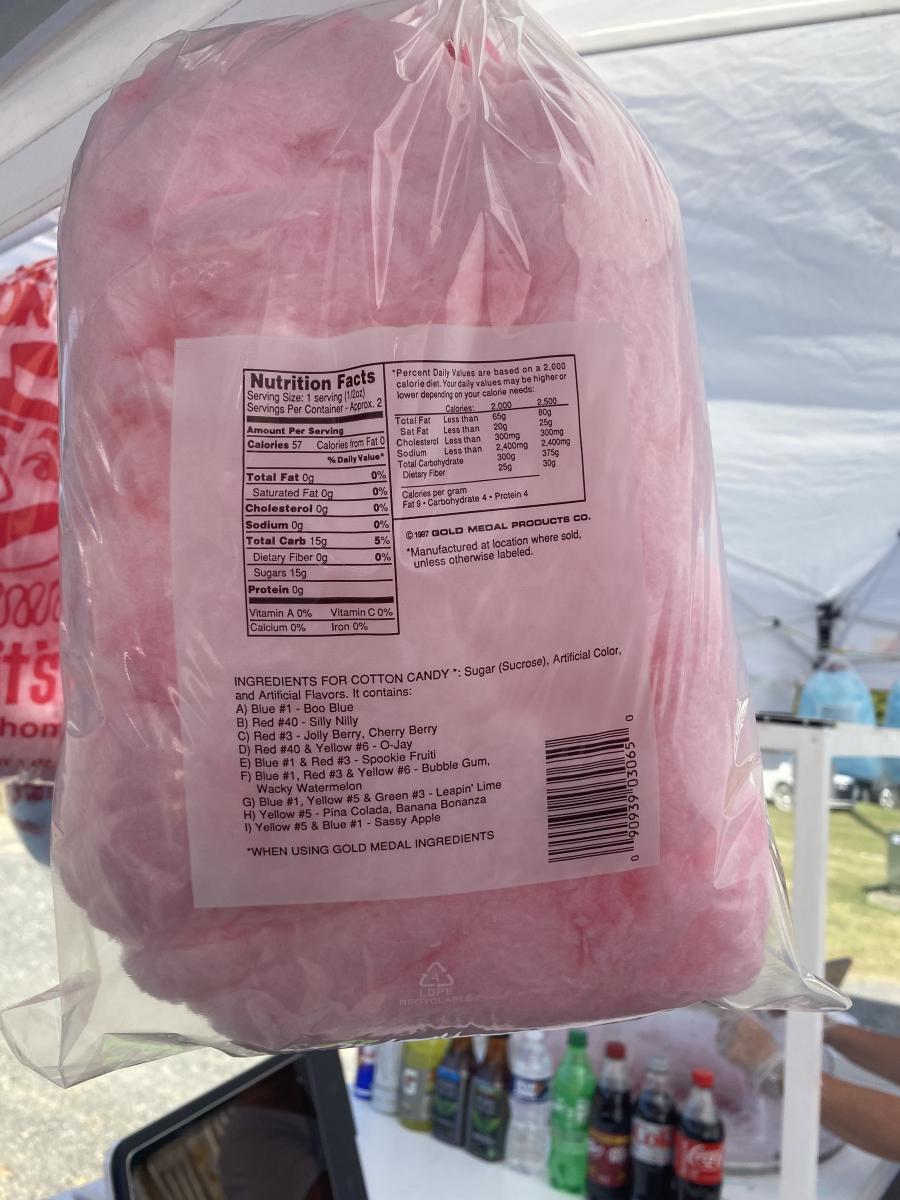 Nutrition Facts
Serving Size: 1 serving (1/2oz)
Servings Per Container - Approx. 2
Amount Per Serving
Calories 57 Calories from Fat 0
% Daily Value*
Total Fat 0g 0%
Saturated Fat 0g 0%
Cholesterol 0g 0%
Sodium 0g 0%
Total Carb 15g 5%
Dietary Fiber 0g 0%
Sugars 15g
Protein 0g
Vitamin A 0% Vitamin C 0%
Calcium 0% Iron 0%
*Percent Daily Values are based on a 2,000
calorie diet. Your daily values may be higher or
lower depending on your calorie needs:
Calories: 2,000 2,500
Total Fat Less than 65g 80g
Sat Fat Less than 20g 25g
Cholesterol Less than 300mg 300mg
Sodium Less than 2,400mg 2,400mg
Total Carbohydrate 300g 375g
Dietary Fiber 25g 30g
Calories per gram
Fat 9 • Carbohydrate 4 • Protein 4
©1997 GOLD MEDAL PRODUCTS CO.
*Manufactured at location where sold,
unless otherwise labeled.
INGREDIENTS FOR COTTON CANDY *: Sugar (Sucrose), Artificial Color,
and Artificial Flavors. It contains:
A) Blue #1 - Boo Blue
B) Red #40 - Silly Nilly
C) Red #3 - Jolly Berry, Cherry Berry
D) Red #40 & Yellow #6 - O-Jay
E) Blue #1 & Red #3 - Spookie Fruiti
F) Blue #1, Red #3 & Yellow #6 - Bubble Gum,
Wacky Watermelon
G) Blue #1, Yellow #5 & Green #3 - Leapin' Lime
H) Yellow #5 - Pina Colada, Banana Bonanza
I) Yellow #5 & Blue #1 - Sassy Apple
*WHEN USING GOLD MEDAL INGREDIENTS
0 90939 03065 0
4
LDPE
RECYCLABLE
it's
hom
Coke
Coca-Cola